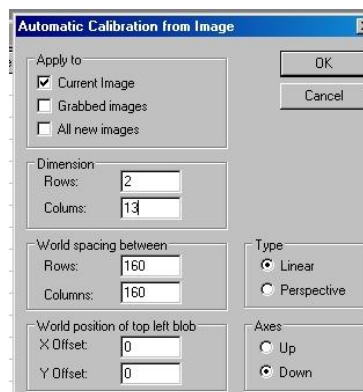 Automatic Calibration from Image
Apply to
Current Image
Grabbed images
All new images
OK
Cancel
Dimension
Rows: 2
Colums: 13
World spacing between
Rows: 160
Columns: 160
Type
Linear
Perspective
World position of top left blob
X Offset: 0
Y Offset: 0
Axes
Up
Down